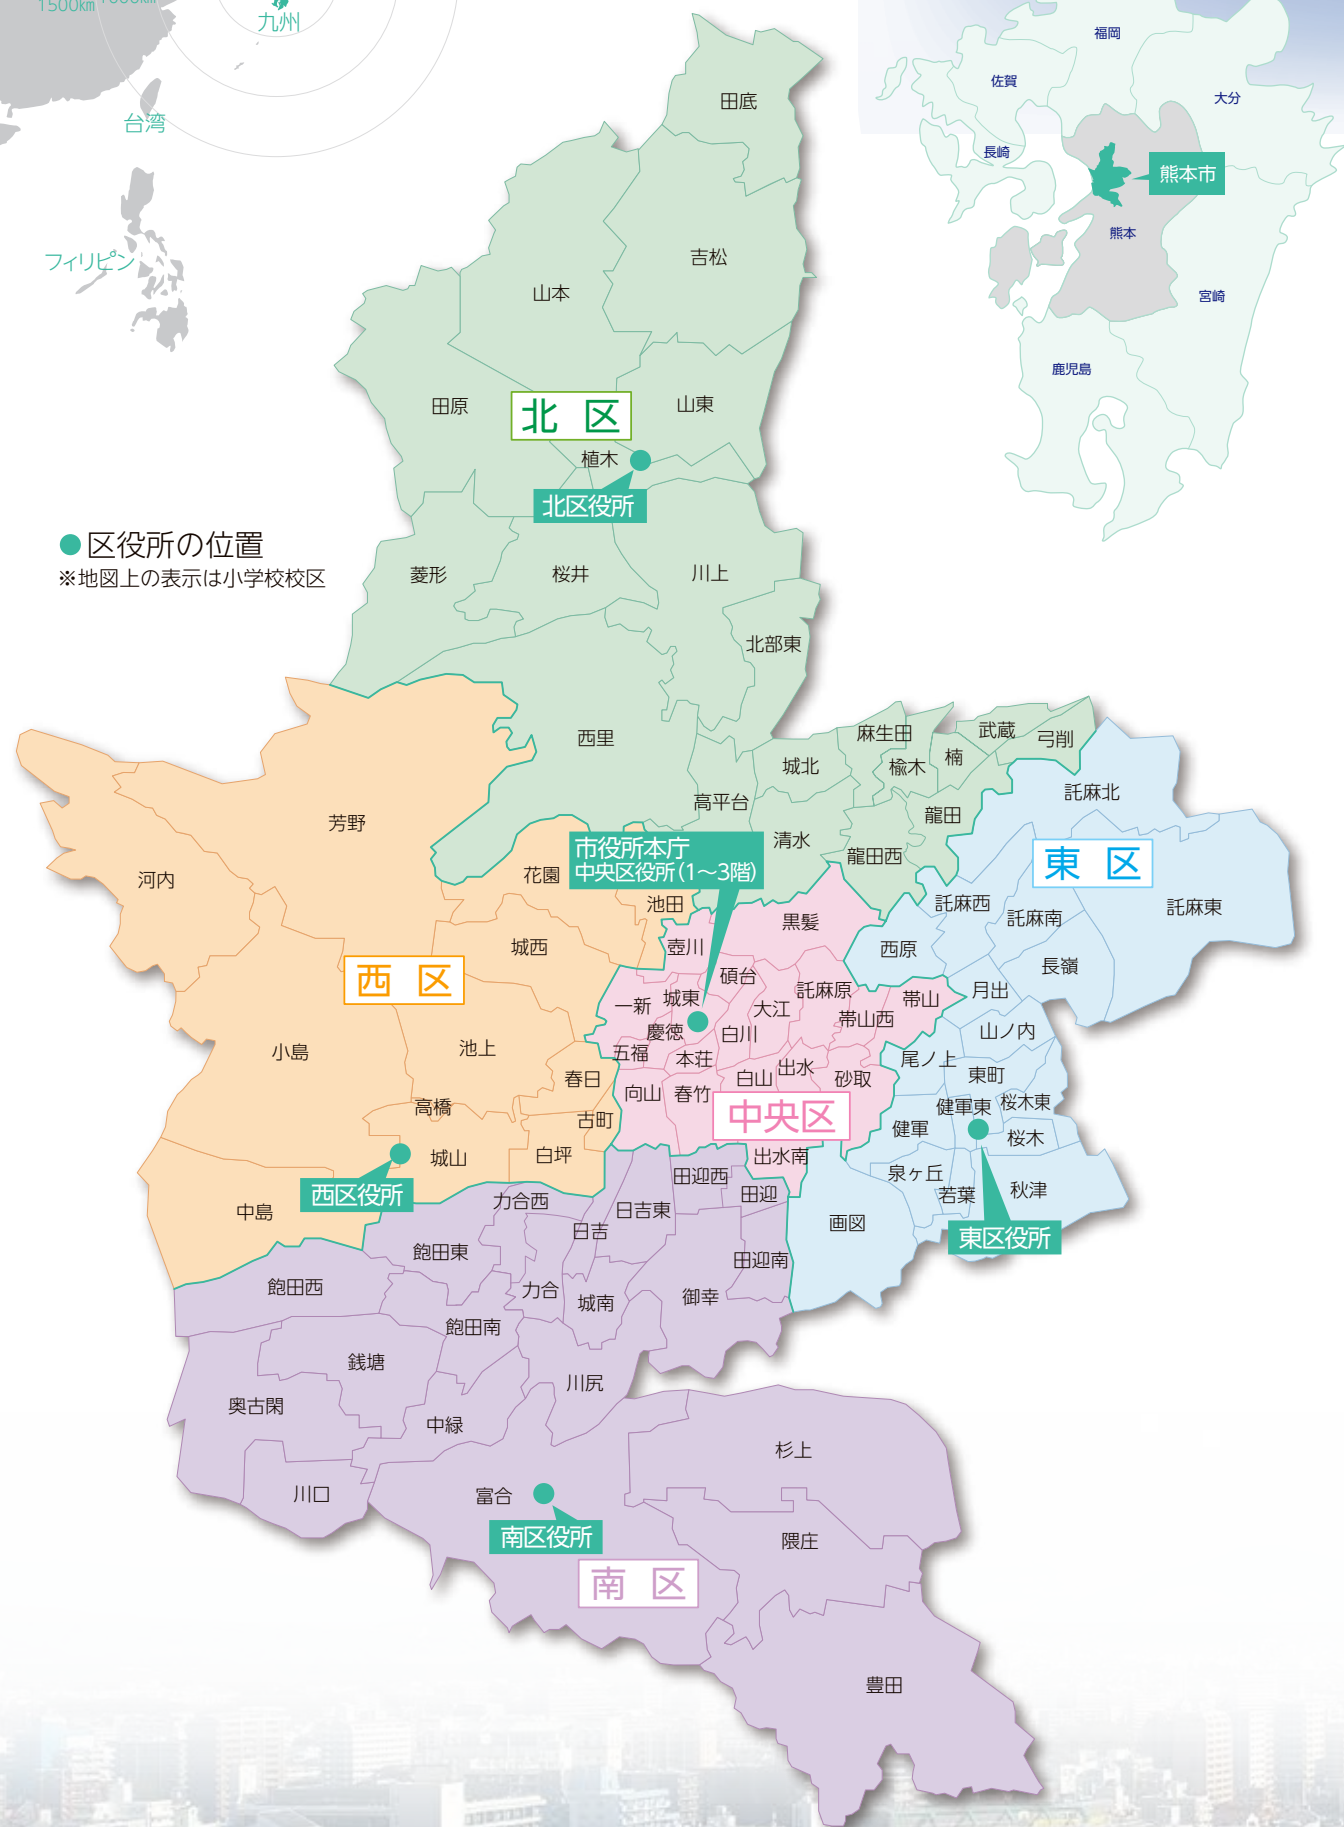 1500km
九州
台湾
フィリピン
福岡
佐賀
大分
長崎
熊本市
熊本
宮崎
鹿児島
●区役所の位置
※地図上の表示は小学校校区
北 区
田底
吉松
山本
田原
山東
植木
北区役所
菱形
桜井
川上
北部東
西里
麻生田
武蔵
弓削
楡木
楠
城北
高平台
龍田
清水
龍田西
西 区
芳野
河内
花園
池田
城西
小島
池上
春日
高橋
古町
城山
白坪
西区役所
中島
市役所本庁
中央区役所(1～3階)
中央区
黒髪
壺川
碩台
託麻原
一新
城東
大江
帯山
帯山西
慶徳
白川
五福
本荘
出水
白山
砂取
向山
春竹
出水南
東 区
託麻北
託麻西
託麻南
託麻東
西原
長嶺
月出
山ノ内
尾ノ上
東町
健軍東
桜木東
健軍
桜木
泉ヶ丘
若葉
秋津
画図
東区役所
南 区
田迎西
田迎
力合西
日吉東
日吉
飽田東
田迎南
飽田西
力合
城南
御幸
飽田南
銭塘
川尻
奥古閑
中緑
杉上
川口
富合
南区役所
隈庄
豊田